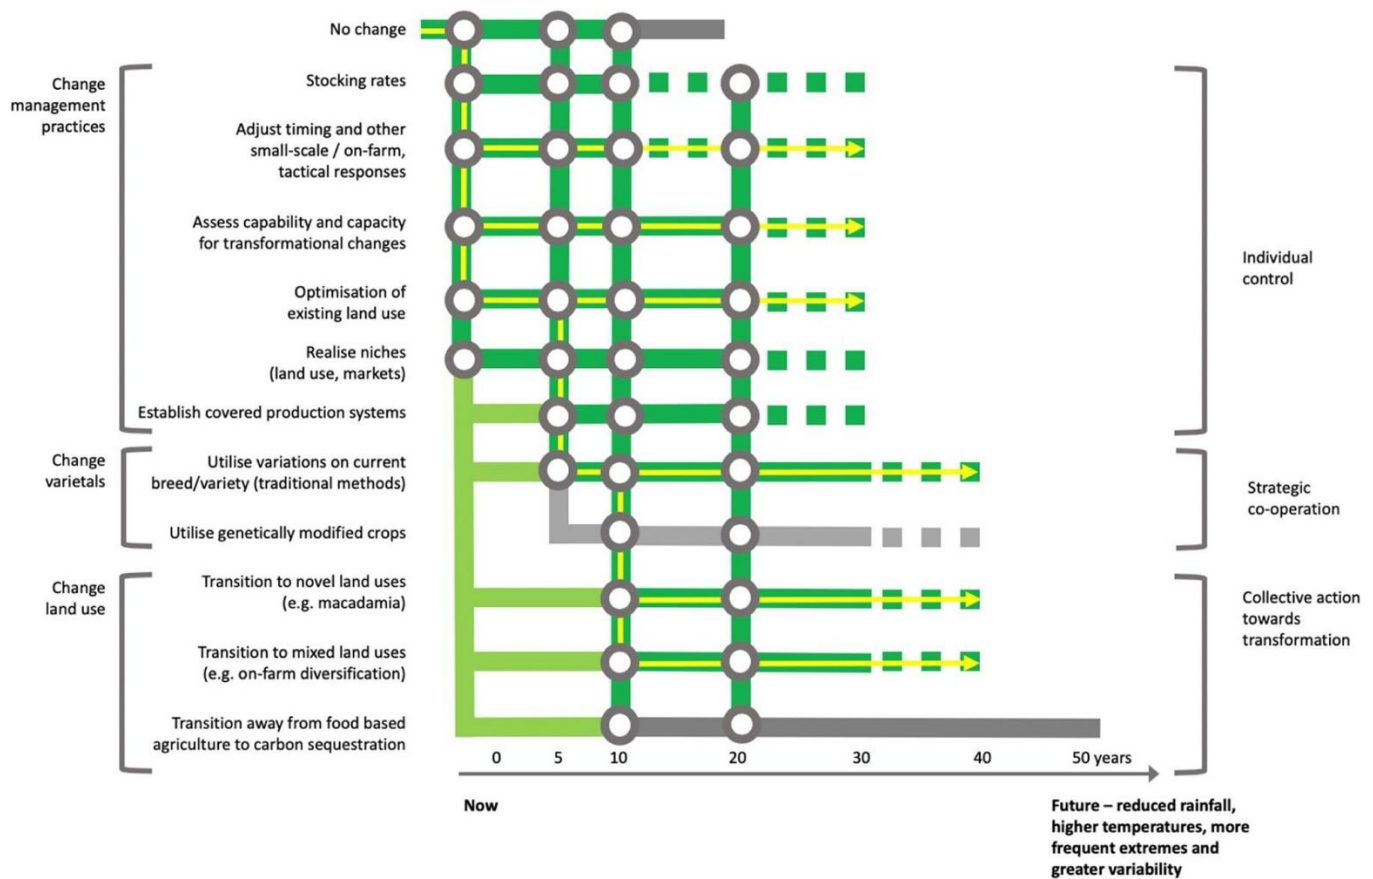 No change
Change
management
practices
Stocking rates
Adjust timing and other
small-scale / on-farm,
tactical responses
Assess capability and capacity
for transformational changes
Optimisation of
existing land use
Realise niches
(land use, markets)
Establish covered production systems
Individual
control
Change
varietals
Utilise variations on current
breed/variety (traditional methods)
Utilise genetically modified crops
Strategic
co-operation
Change
land use
Transition to novel land uses
(e.g. macadamia)
Transition to mixed land uses
(e.g. on-farm diversification)
Transition away from food based
agriculture to carbon sequestration
Collective action
towards
transformation
0 5 10 20 30 40 50 years
Now
Future – reduced rainfall,
higher temperatures, more
frequent extremes and
greater variability